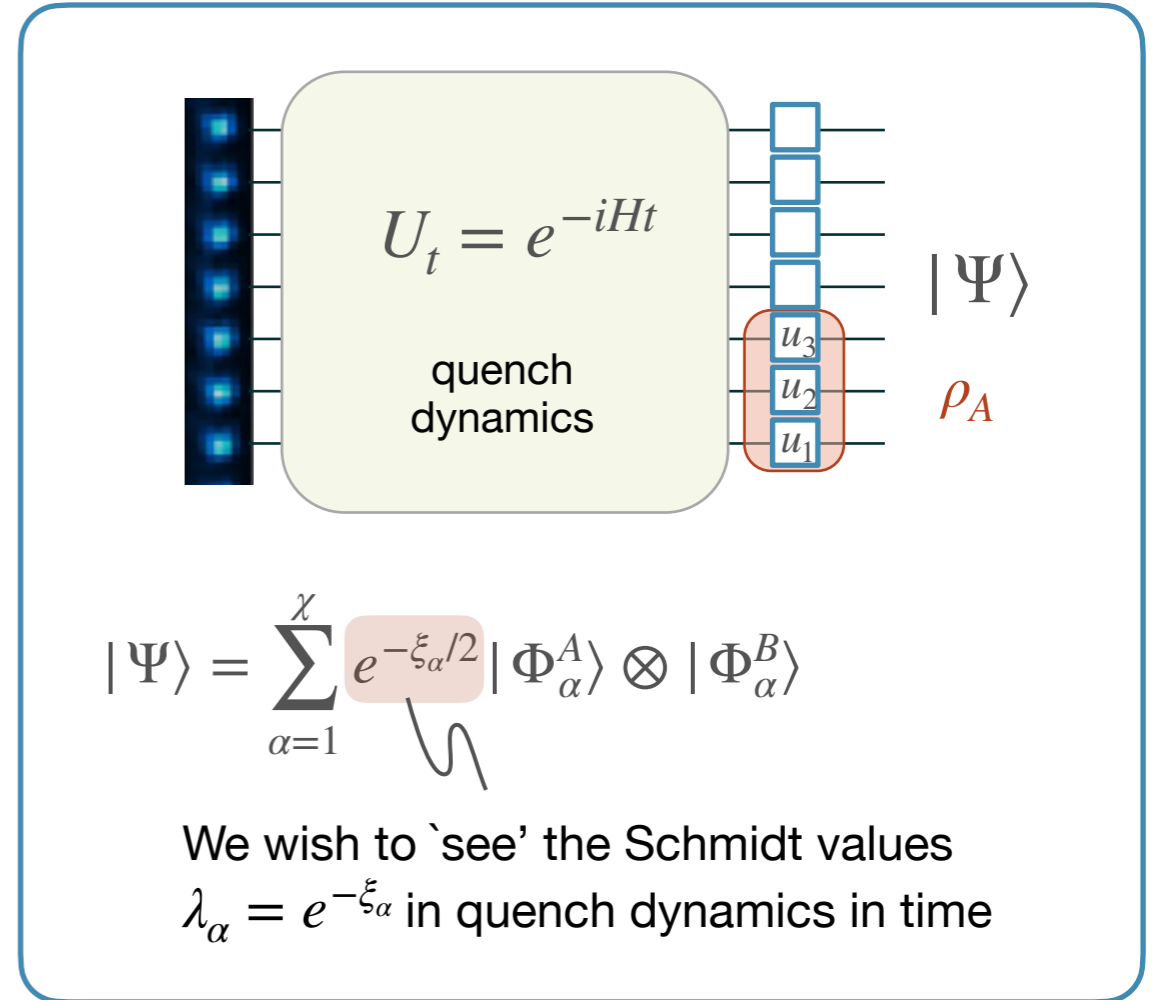 U_t = e^{-iHt}
quench
dynamics
u_3
u_2
u_1
|Ψ⟩
ρ_A
|Ψ⟩ = ∑_{α=1}^{χ} e^{-ξ_α/2} |Φ_α^A⟩ ⊗ |Φ_α^B⟩
We wish to `see’ the Schmidt values
λ_α = e^{-ξ_α} in quench dynamics in time